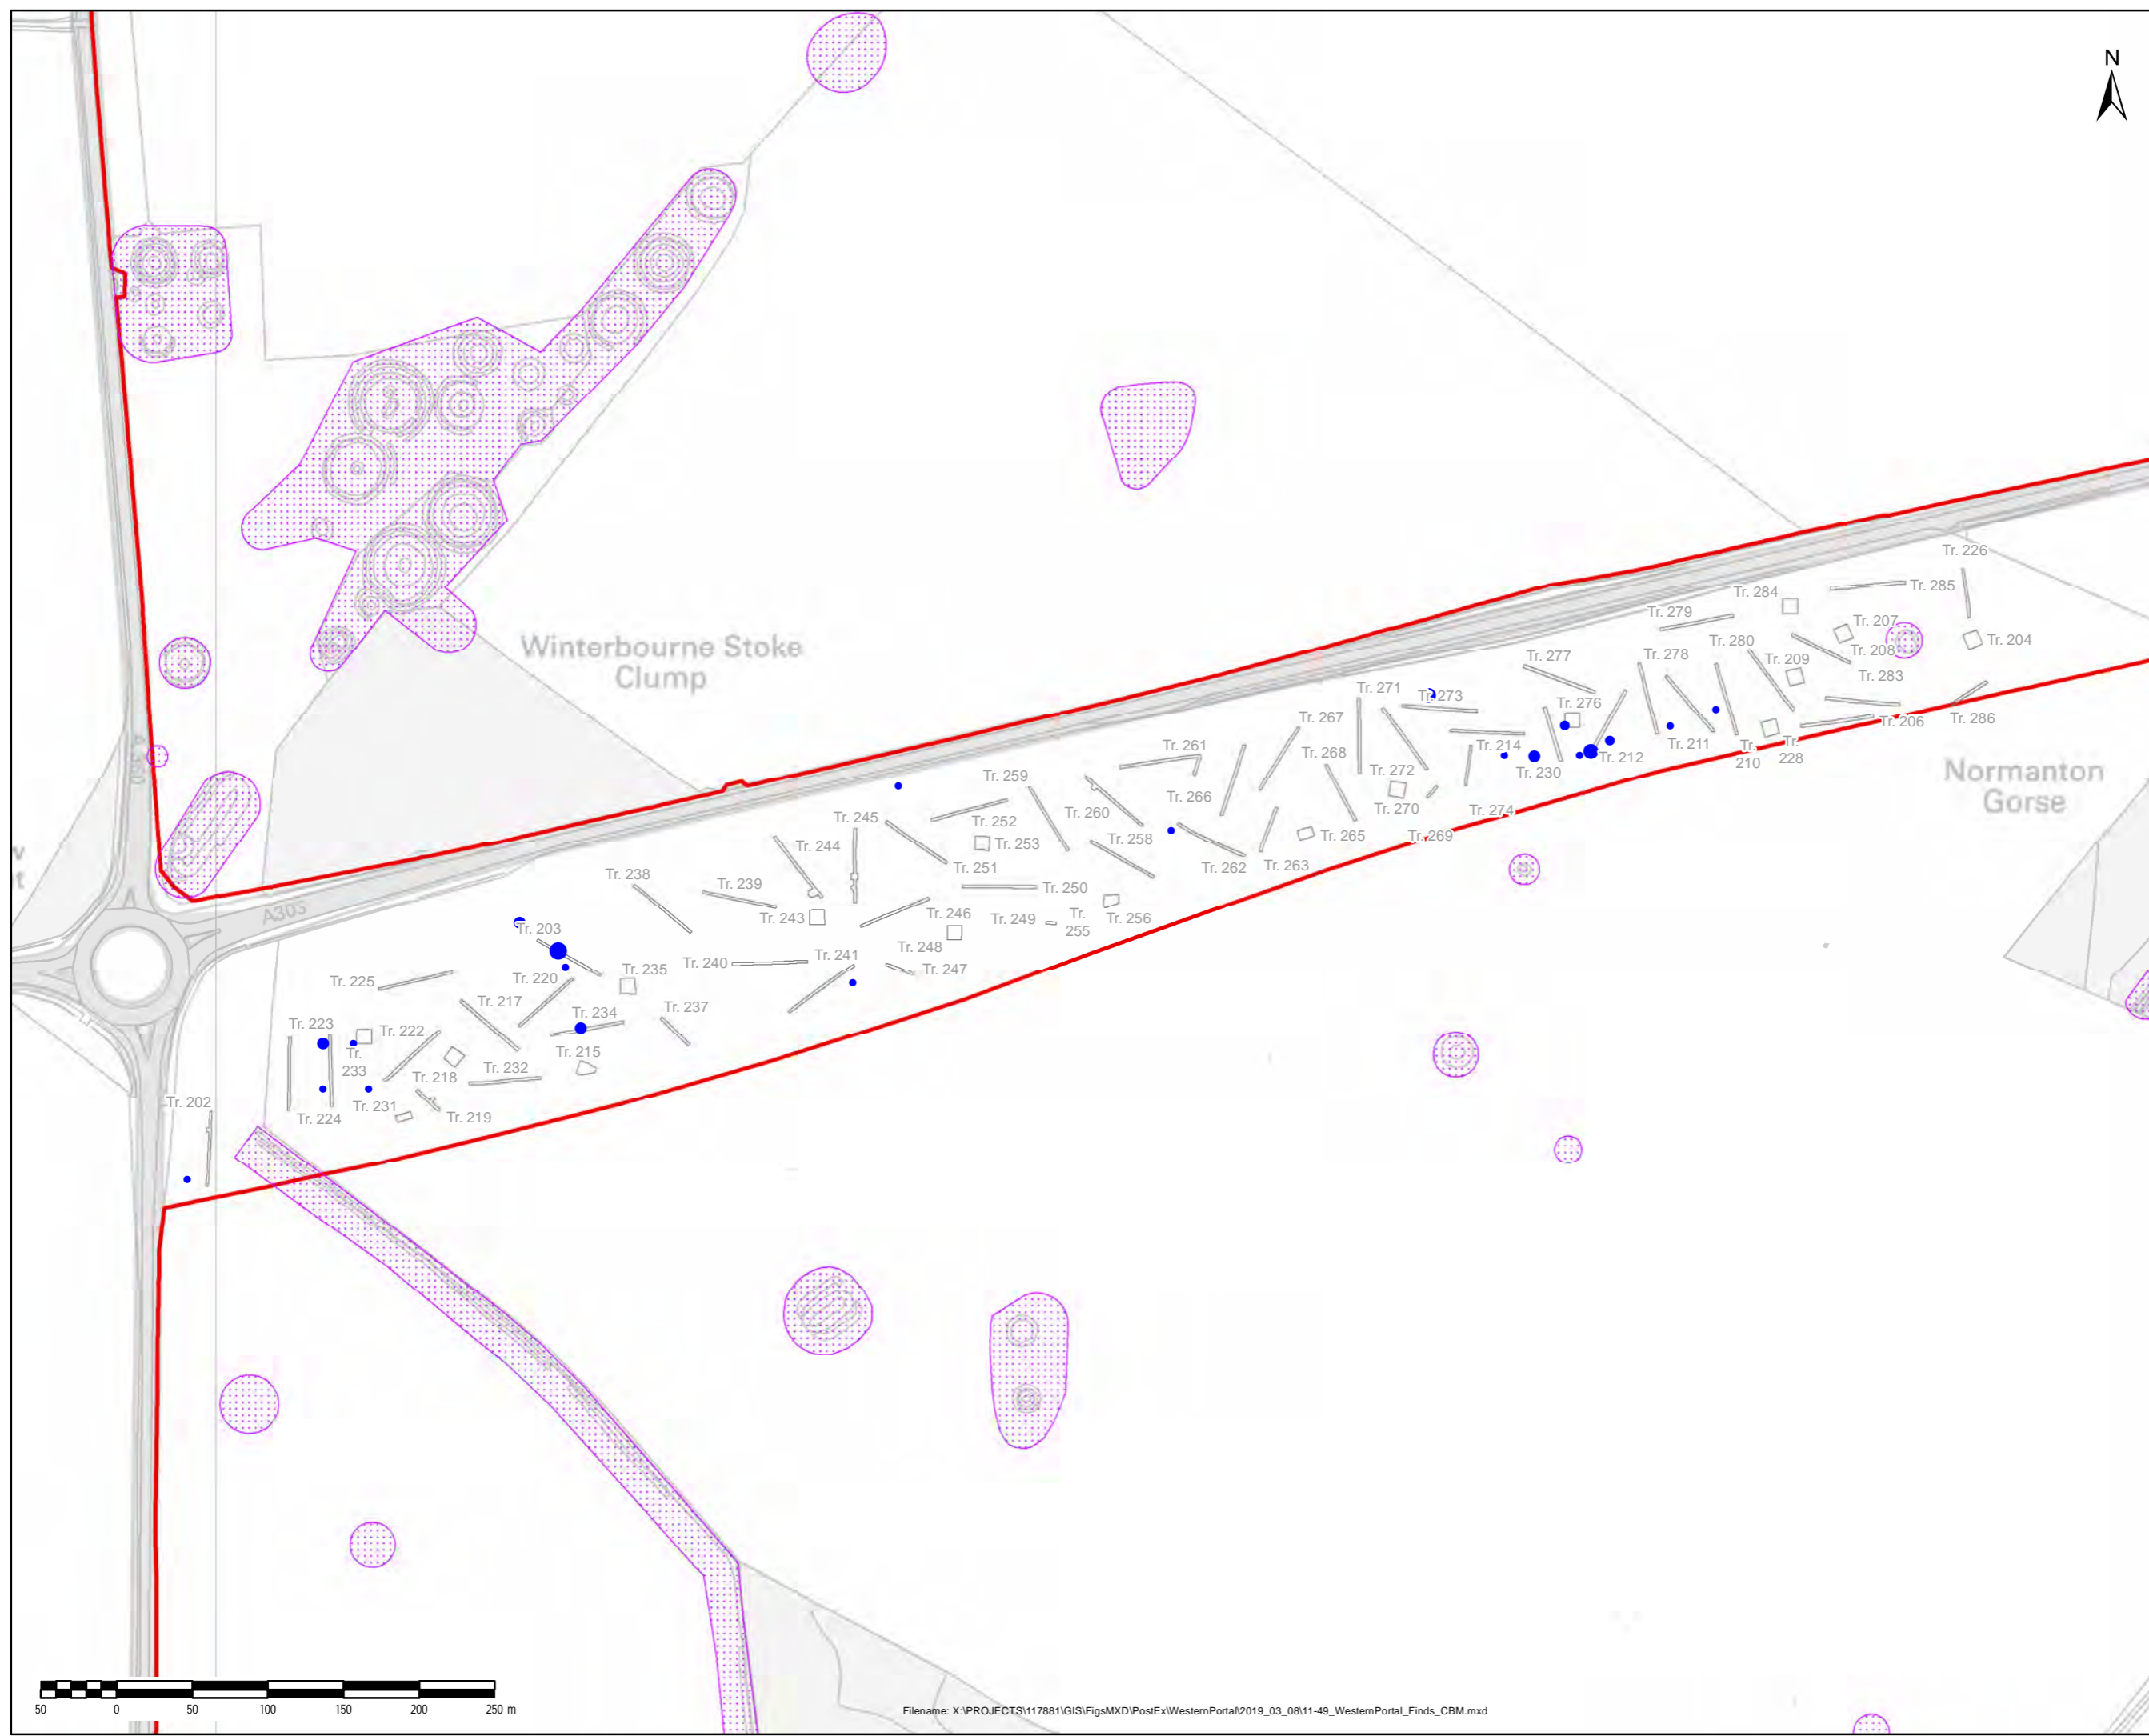 N
Tr. 226
Tr. 285
Tr. 284
Tr. 279
Tr. 207
Tr. 204
Tr. 280
Tr. 208
Tr. 278
Tr. 209
Tr. 277
Tr. 283
Winterbourne Stoke
Clump
Tr. 271
Tr. 273
Tr. 276
Tr. 286
Tr. 206
Tr. 267
Tr. 214
Tr. 211
Tr.
210
Tr.
228
Tr. 261
Tr. 268
Tr. 212
Tr. 230
Normanton
Gorse
A360
Tr. 259
Tr. 272
Tr. 266
Tr. 270
Tr. 260
Tr. 274
Tr. 245
Tr. 252
Tr. 265
Tr. 269
Tr. 244
Tr. 253
Tr. 258
Tr. 262
Tr. 263
Tr. 251
Tr. 238
Tr. 239
Tr. 250
A303
Tr. 243
Tr. 246
Tr. 249
Tr.
255
Tr. 256
Tr. 203
Tr. 248
Tr. 241
Tr. 240
Tr. 247
Tr. 235
Tr. 225
Tr. 220
Tr. 217
Tr. 234
Tr. 237
Tr. 223
Tr. 222
Tr.
233
Tr. 215
Tr. 232
Tr. 218
Tr. 202
Tr. 231
Tr. 224
Tr. 219
50 0 50 100 150 200 250 m
Filename: X:\PROJECTS\117881\GIS\FigsMXD\PostEx\WesternPortal\2019_03_08\11-49_WesternPortal_Finds_CBM.mxd